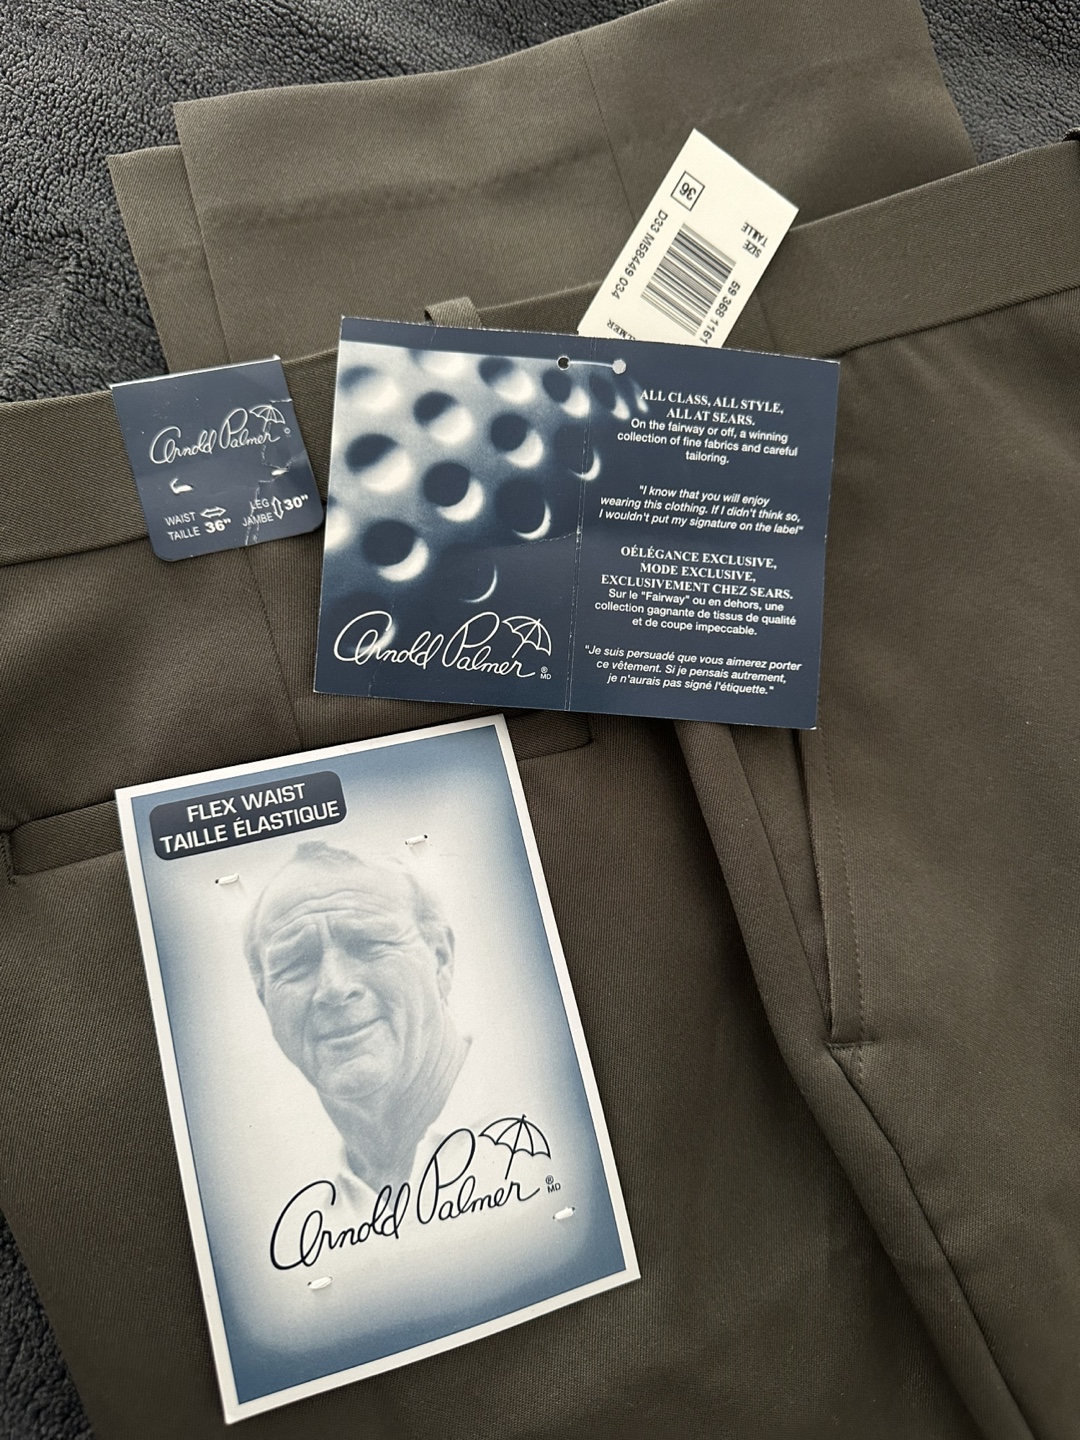 36
SIZE
TAILLE
D33 M58449 034
59 368 1161
Arnold Palmer
WAIST
TAILLE 36"
LEG
JAMBE 30"
ALL CLASS, ALL STYLE,
ALL AT SEARS.
On the fairway or off, a winning
collection of fine fabrics and careful
tailoring.
"I know that you will enjoy
wearing this clothing. If I didn't think so,
I wouldn't put my signature on the label"
OÉLÉGANCE EXCLUSIVE,
MODE EXCLUSIVE,
EXCLUSIVEMENT CHEZ SEARS.
Sur le "Fairway" ou en dehors, une
collection gagnante de tissus de qualité
et de coupe impeccable.
"Je suis persuadé que vous aimerez porter
ce vêtement. Si je pensais autrement,
je n'aurais pas signé l'étiquette."
Arnold Palmer ® MD
FLEX WAIST
TAILLE ÉLASTIQUE
Arnold Palmer ® MD